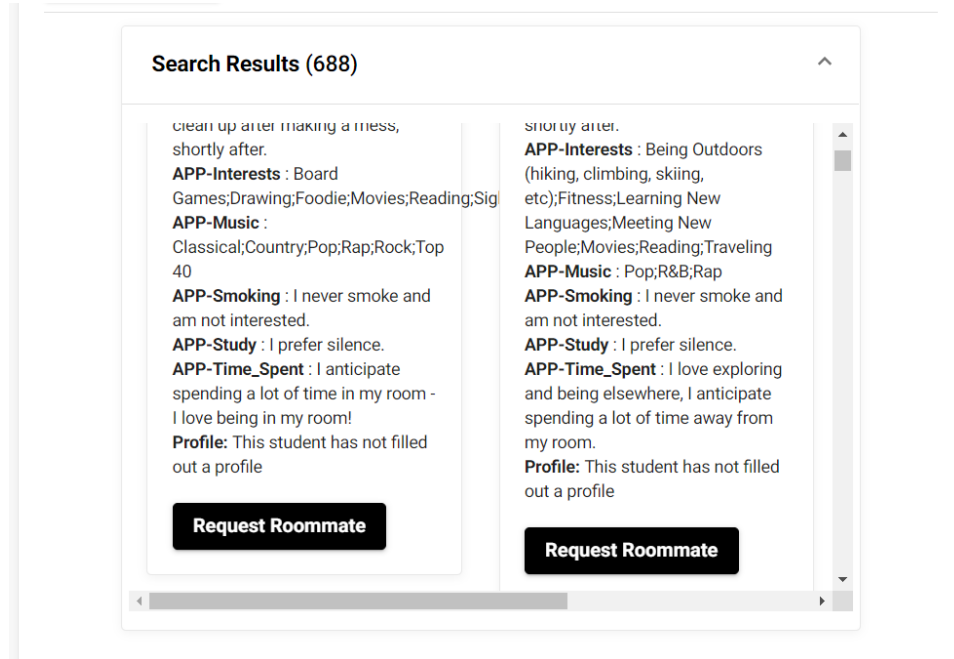 Search Results (688)
clean up after making a mess,
shortly after.
APP-Interests : Board
Games;Drawing;Foodie;Movies;Reading;Sig
APP-Music :
Classical;Country;Pop;Rap;Rock;Top
40
APP-Smoking : I never smoke and
am not interested.
APP-Study : I prefer silence.
APP-Time_Spent : I anticipate
spending a lot of time in my room -
I love being in my room!
Profile: This student has not filled
out a profile
Request Roommate
shortly after.
APP-Interests : Being Outdoors
(hiking, climbing, skiing,
etc);Fitness;Learning New
Languages;Meeting New
People;Movies;Reading;Traveling
APP-Music : Pop;R&B;Rap
APP-Smoking : I never smoke and
am not interested.
APP-Study : I prefer silence.
APP-Time_Spent : I love exploring
and being elsewhere, I anticipate
spending a lot of time away from
my room.
Profile: This student has not filled
out a profile
Request Roommate